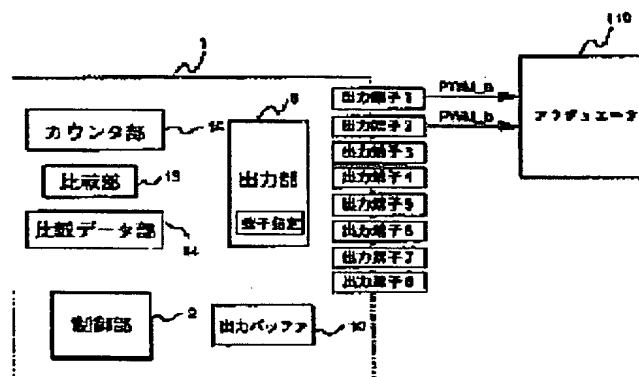 110
出力端子1
PWM_a
カウンタ部
出力端子2
PWM_b
アクチュエータ
出力端子3
比較部
13
出力部
出力端子4
出力端子5
比較データ部
端子指定
出力端子6
出力端子7
出力端子8
制御部
2
出力バッファ
10